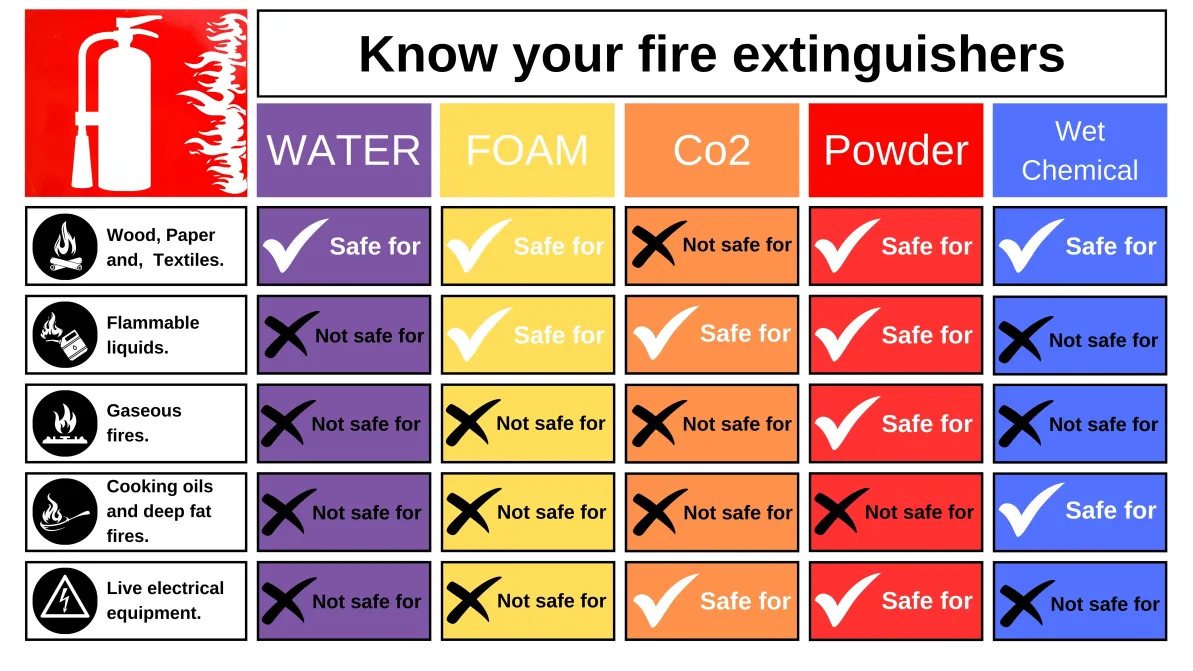 Know your fire extinguishers
WATER
FOAM
Co2
Powder
Wet
Chemical
Wood, Paper
and, Textiles.
Safe for
Safe for
Not safe for
Safe for
Safe for
Flammable
liquids.
Not safe for
Safe for
Safe for
Safe for
Not safe for
Gaseous
fires.
Not safe for
Not safe for
Not safe for
Safe for
Not safe for
Cooking oils
and deep fat
fires.
Not safe for
Not safe for
Not safe for
Not safe for
Safe for
Live electrical
equipment.
Not safe for
Not safe for
Safe for
Safe for
Not safe for